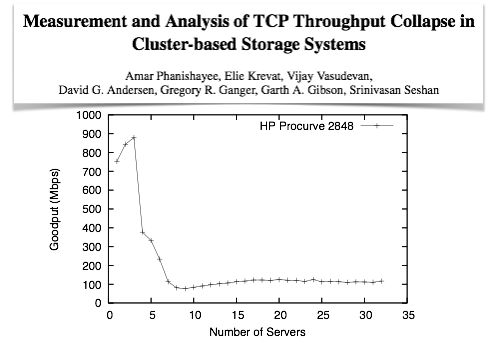 Measurement and Analysis of TCP Throughput Collapse in
Cluster-based Storage Systems
Amar Phanishayee, Elie Krevat, Vijay Vasudevan,
David G. Andersen, Gregory R. Ganger, Garth A. Gibson, Srinivasan Seshan
HP Procurve 2848
1000
900
800
700
600
500
400
300
200
100
0
Goodput (Mbps)
0 5 10 15 20 25 30 35
Number of Servers